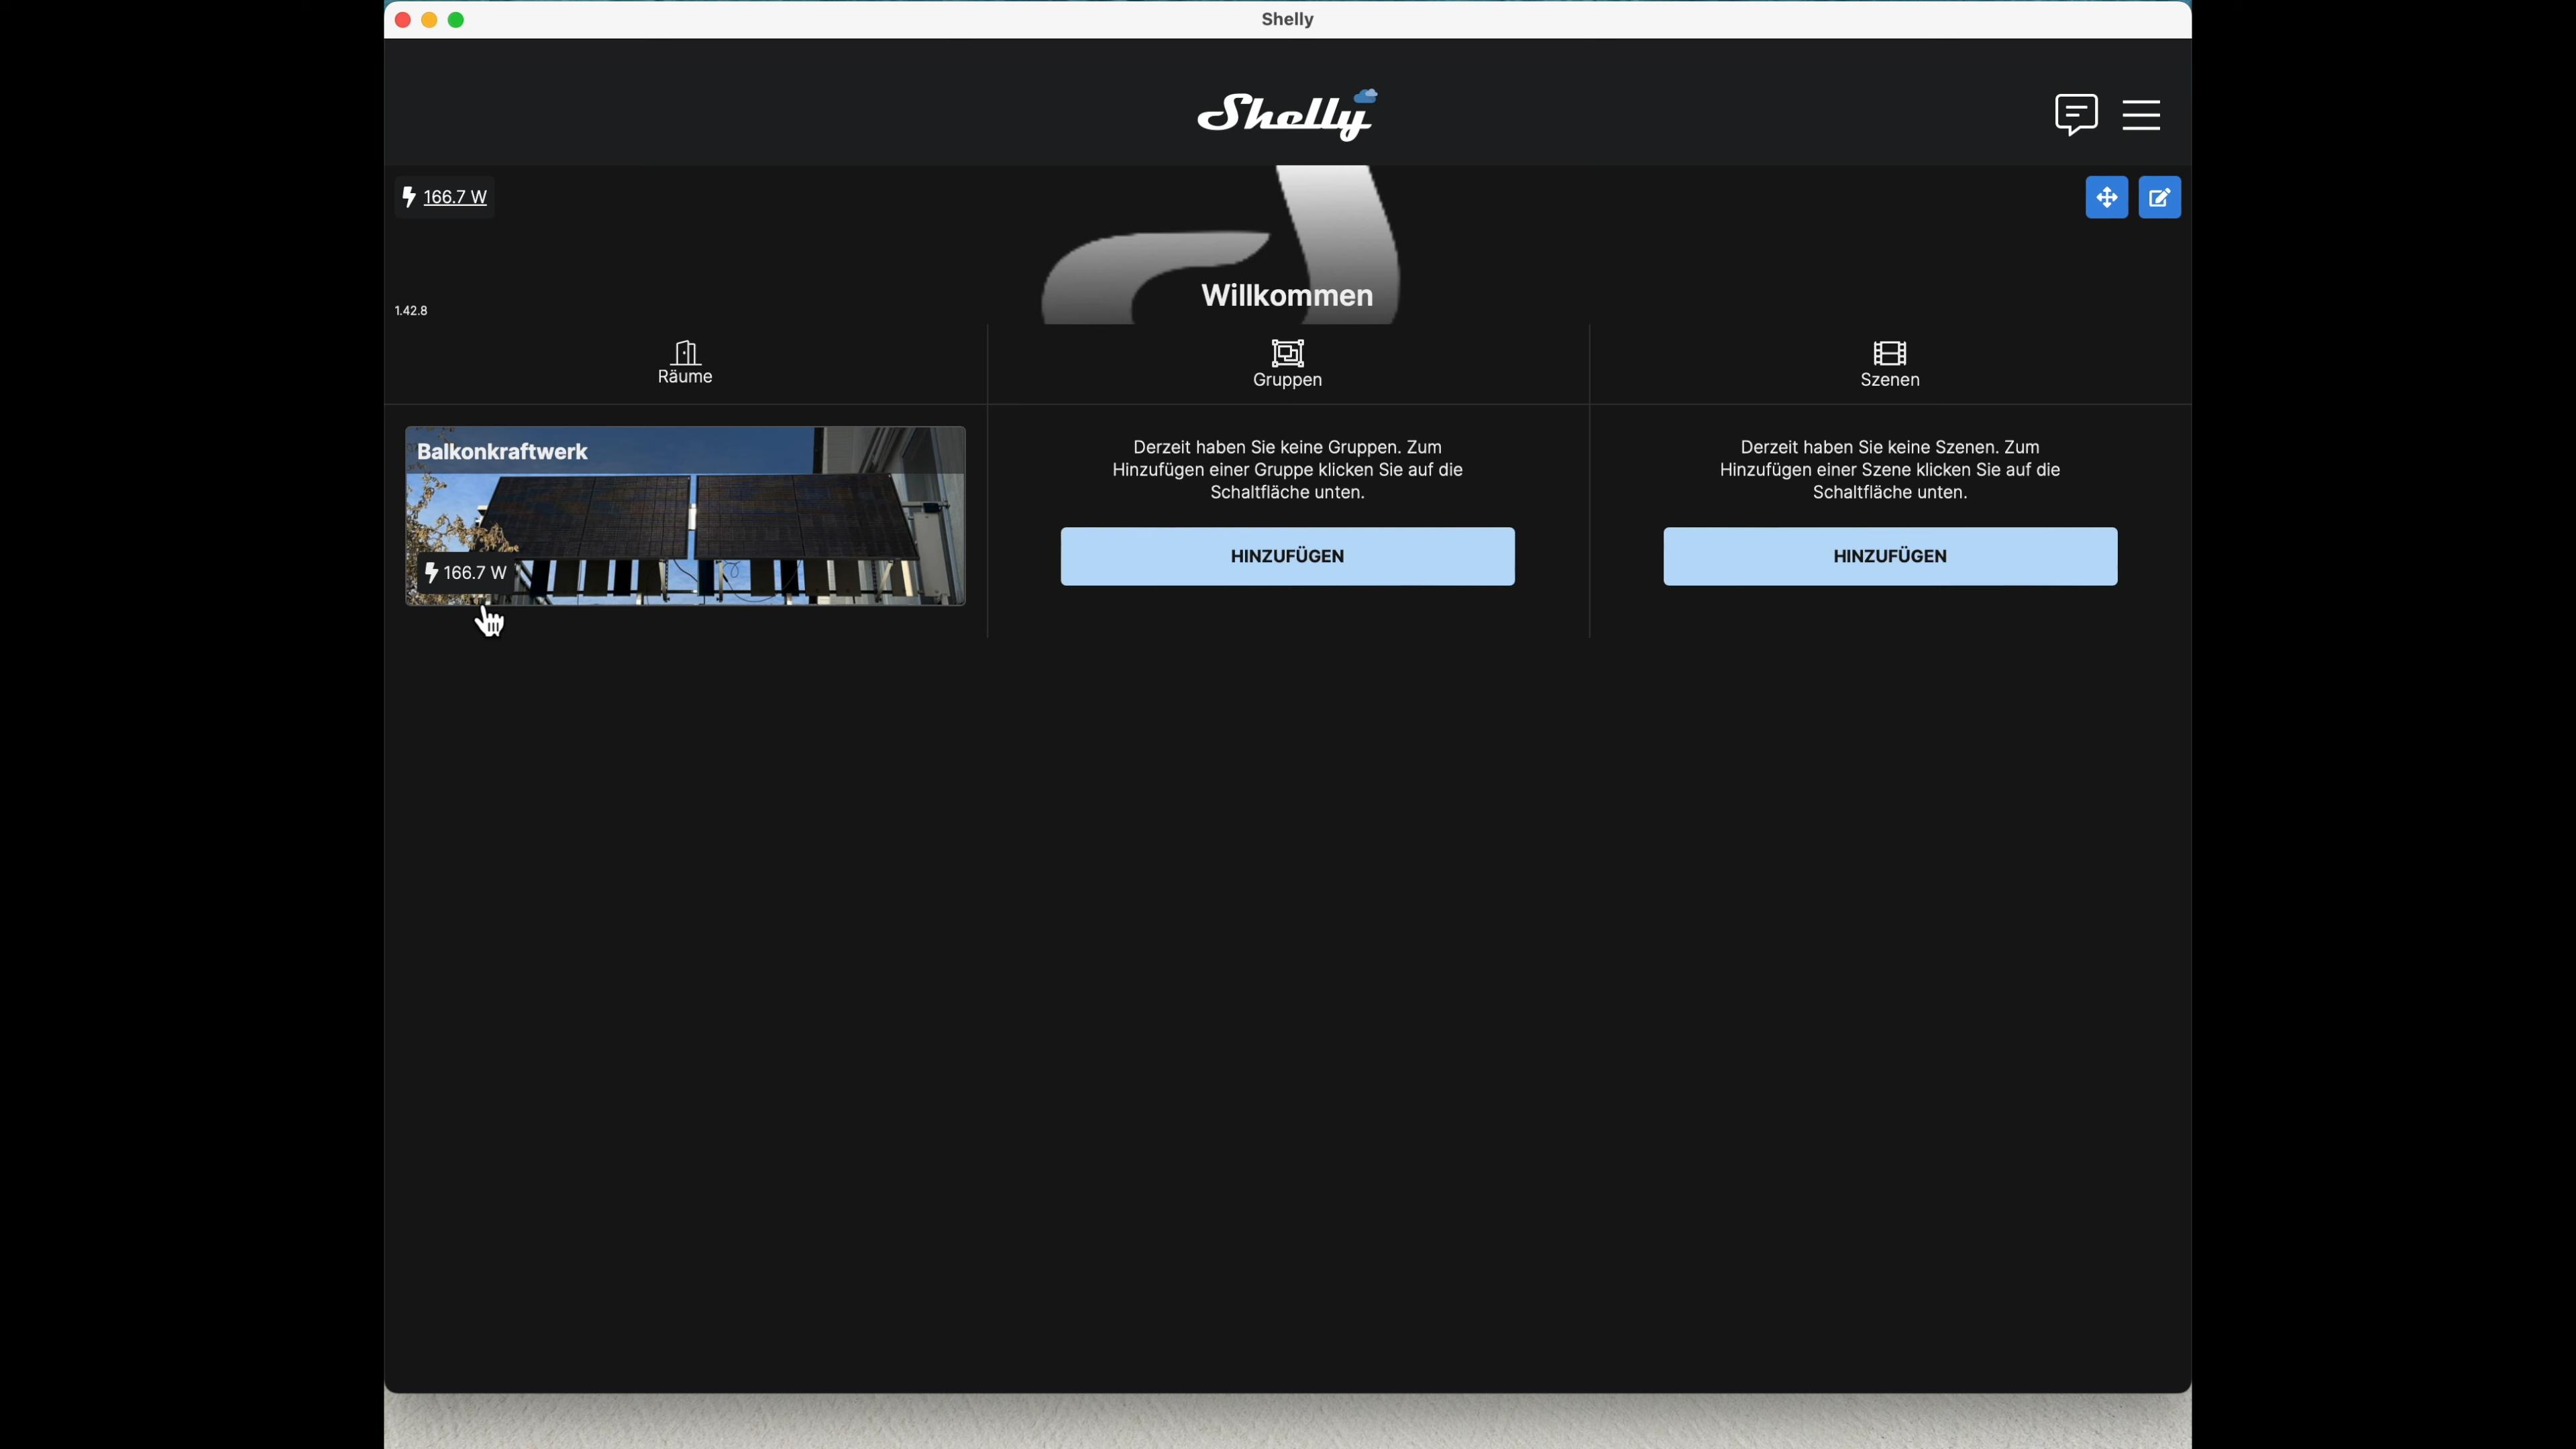 Shelly
Shelly
166.7 W
Willkommen
1.42.8
Räume
Gruppen
Szenen
Balkonkraftwerk
166.7 W
Derzeit haben Sie keine Gruppen. Zum
Hinzufügen einer Gruppe klicken Sie auf die
Schaltfläche unten.
HINZUFÜGEN
Derzeit haben Sie keine Szenen. Zum
Hinzufügen einer Szene klicken Sie auf die
Schaltfläche unten.
HINZUFÜGEN